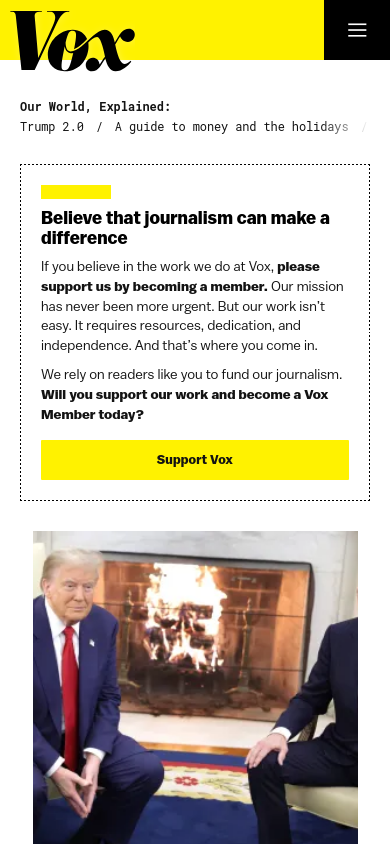 Vox
Our World, Explained:
Trump 2.0 / A guide to money and the holidays /
Believe that journalism can make a
difference
If you believe in the work we do at Vox, please
support us by becoming a member. Our mission
has never been more urgent. But our work isn’t
easy. It requires resources, dedication, and
independence. And that’s where you come in.
We rely on readers like you to fund our journalism.
Will you support our work and become a Vox
Member today?
Support Vox